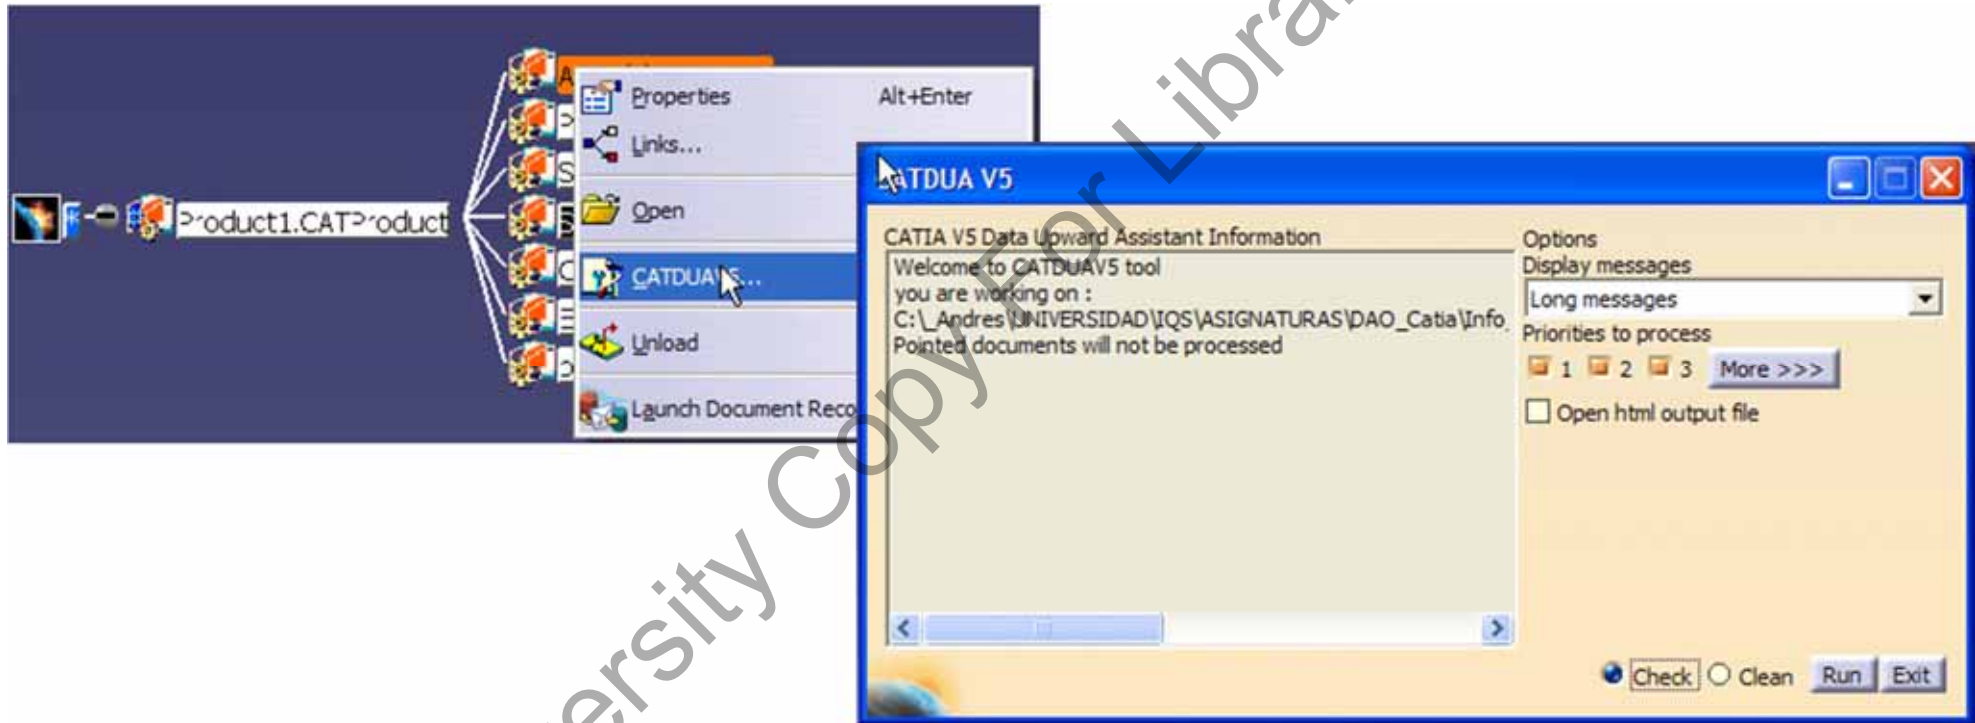 Product1.CATProduct
Properties Alt+Enter
Links...
Open
CATDUAV5...
Unload
Launch Document Reco
CATDUA V5
CATIA V5 Data Upward Assistant Information
Welcome to CATDUAV5 tool
you are working on :
C:\_Andres\UNIVERSIDAD\IQS\ASIGNATURAS\DAO_Catia\Info_
Pointed documents will not be processed
Options
Display messages
Long messages
Priorities to process
1 2 3 More >>>
Open html output file
Check Clean Run Exit
ersity Copy For Libra